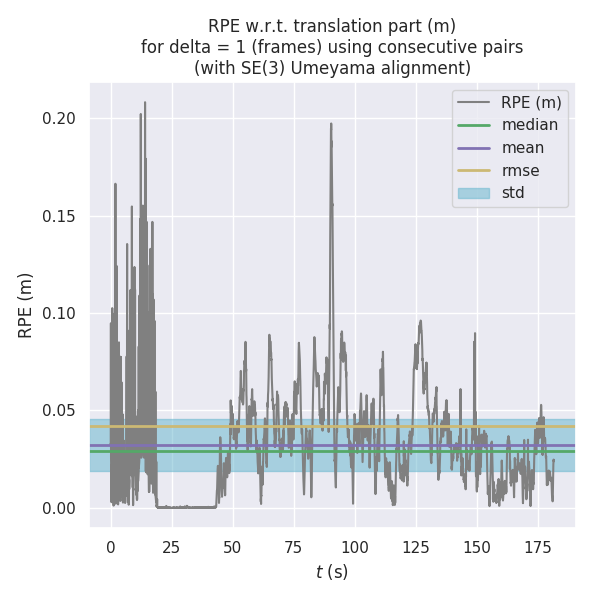 RPE w.r.t. translation part (m)
for delta = 1 (frames) using consecutive pairs
(with SE(3) Umeyama alignment)
RPE (m)
median
mean
rmse
std
RPE (m)
0.20
0.15
0.10
0.05
0.00
0 25 50 75 100 125 150 175
t (s)